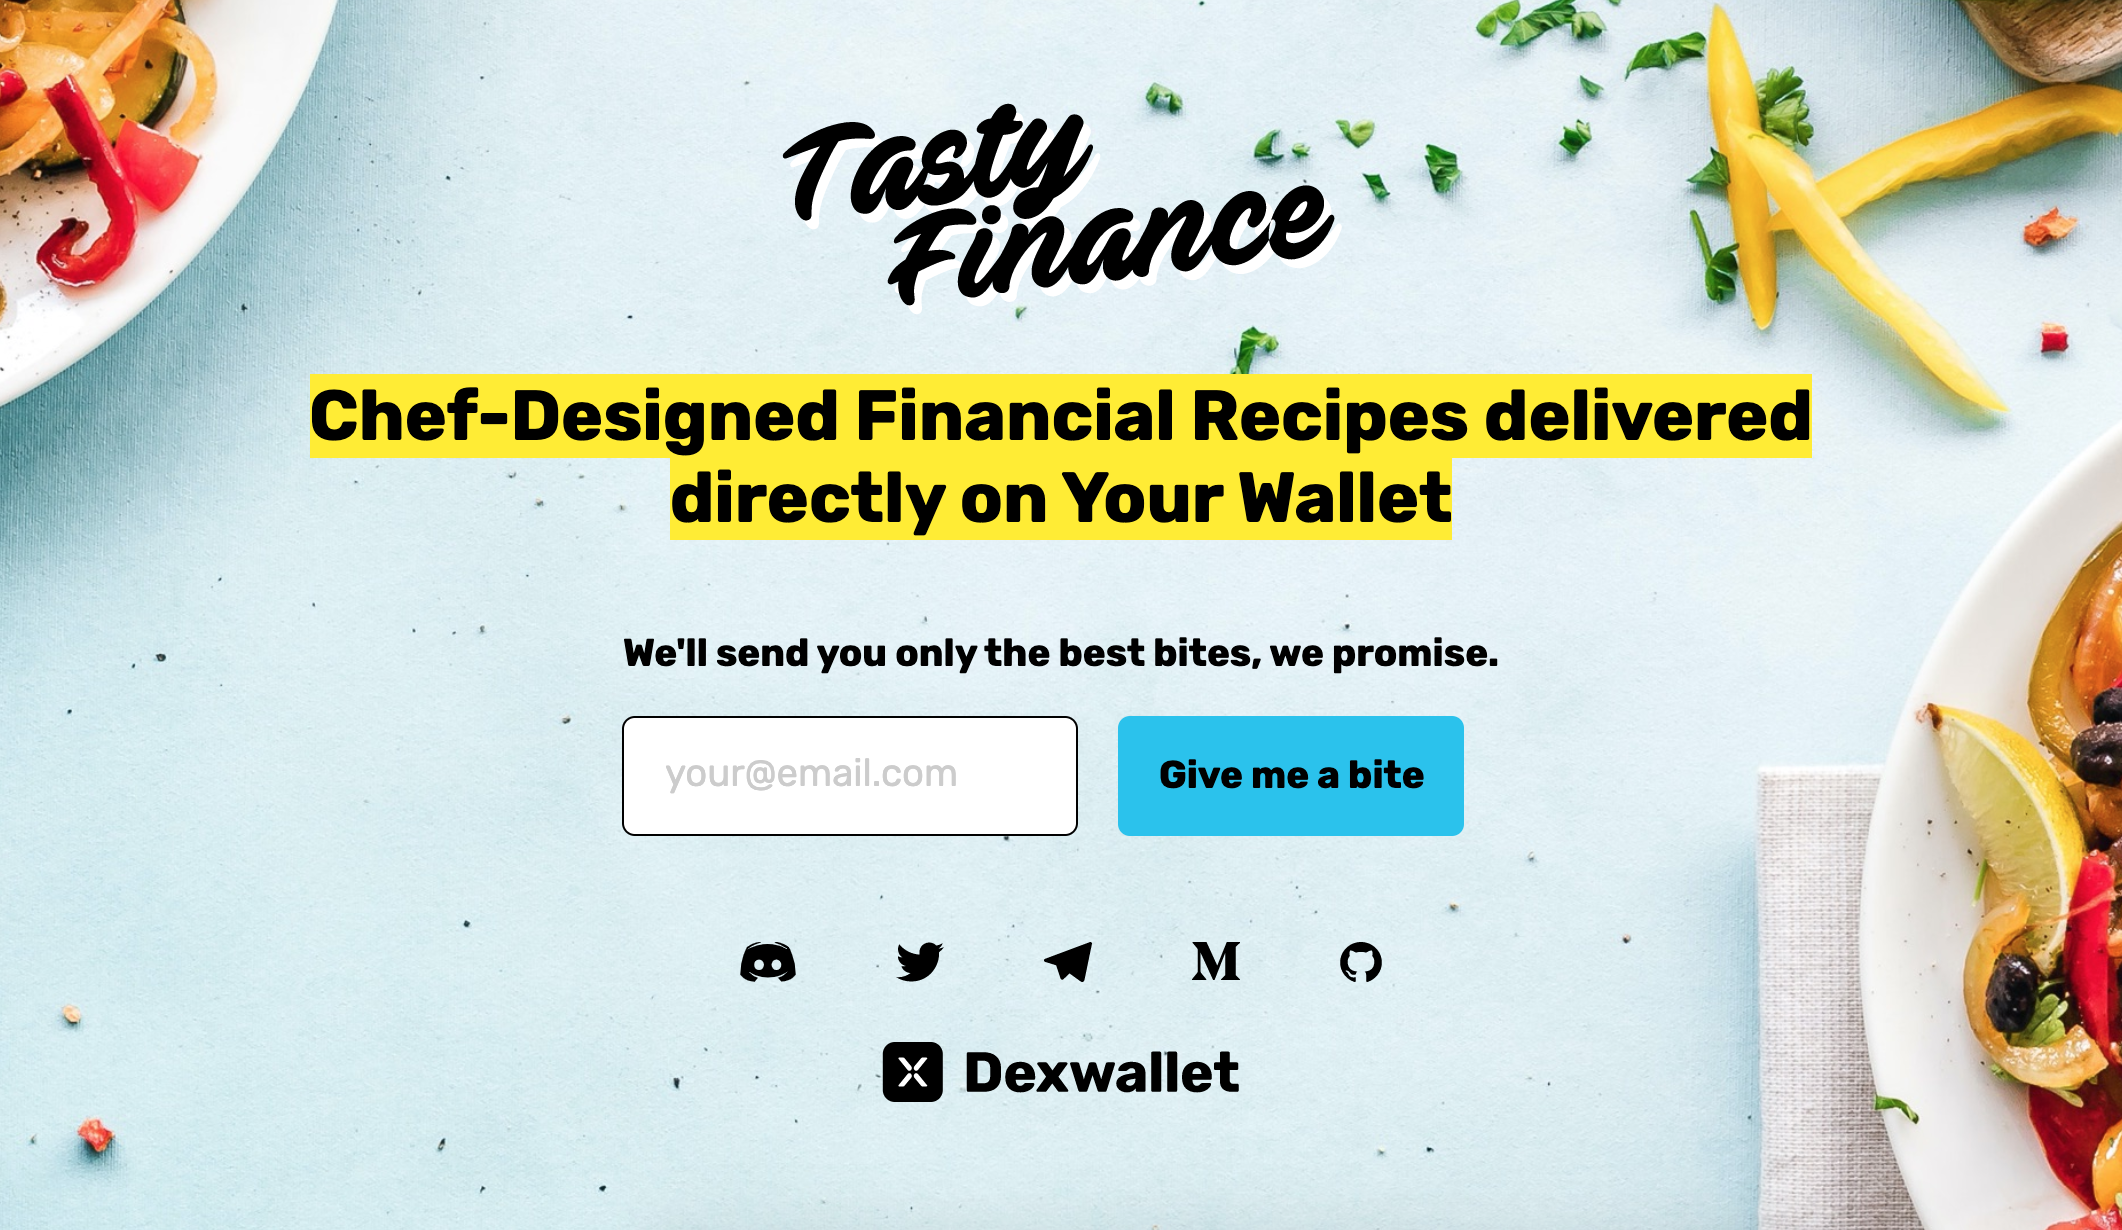 Tasty
Finance
Chef-Designed Financial Recipes delivered
directly on Your Wallet
We'll send you only the best bites, we promise.
your@email.com
Give me a bite
Dexwallet